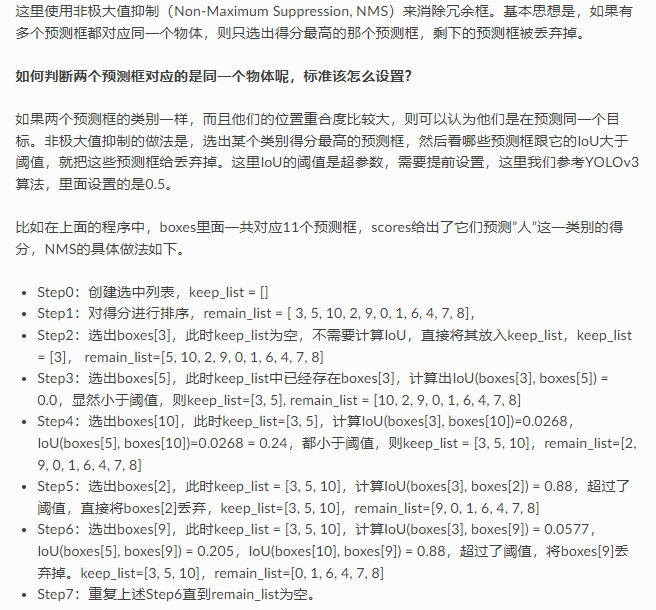 这里使用非极大值抑制（Non-Maximum Suppression, NMS）来消除冗余框。基本思想是，如果有
多个预测框都对应同一个物体，则只选出得分最高的那个预测框，剩下的预测框被丢弃掉。
如何判断两个预测框对应的是同一个物体呢，标准该怎么设置？
如果两个预测框的类别一样，而且他们的位置重合度比较大，则可以认为他们是在预测同一个目
标。非极大值抑制的做法是，选出某个类别得分最高的预测框，然后看哪些预测框跟它的IoU大于
阈值，就把这些预测框给丢弃掉。这里IoU的阈值是超参数，需要提前设置，这里我们参考YOLOv3
算法，里面设置的是0.5。
比如在上面的程序中，boxes里面一共对应11个预测框，scores给出了它们预测”人”这一类别的得
分，NMS的具体做法如下。
• Step0：创建选中列表，keep_list = []
• Step1：对得分进行排序，remain_list = [ 3, 5, 10, 2, 9, 0, 1, 6, 4, 7, 8]，
• Step2：选出boxes[3]，此时keep_list为空，不需要计算IoU，直接将其放入keep_list，keep_list
= [3]， remain_list=[5, 10, 2, 9, 0, 1, 6, 4, 7, 8]
• Step3：选出boxes[5]，此时keep_list中已经存在boxes[3]，计算出IoU(boxes[3], boxes[5]) =
0.0，显然小于阈值，则keep_list=[3, 5], remain_list = [10, 2, 9, 0, 1, 6, 4, 7, 8]
• Step4：选出boxes[10]，此时keep_list=[3, 5]，计算IoU(boxes[3], boxes[10])=0.0268，
IoU(boxes[5], boxes[10])=0.0268 = 0.24，都小于阈值，则keep_list = [3, 5, 10]，remain_list=[2,
9, 0, 1, 6, 4, 7, 8]
• Step5：选出boxes[2]，此时keep_list = [3, 5, 10]，计算IoU(boxes[3], boxes[2]) = 0.88，超过了
阈值，直接将boxes[2]丢弃，keep_list=[3, 5, 10]，remain_list=[9, 0, 1, 6, 4, 7, 8]
• Step6：选出boxes[9]，此时keep_list = [3, 5, 10]，计算IoU(boxes[3], boxes[9]) = 0.0577，
IoU(boxes[5], boxes[9]) = 0.205，IoU(boxes[10], boxes[9]) = 0.88，超过了阈值，将boxes[9]丢
弃掉。keep_list=[3, 5, 10]，remain_list=[0, 1, 6, 4, 7, 8]
• Step7：重复上述Step6直到remain_list为空。